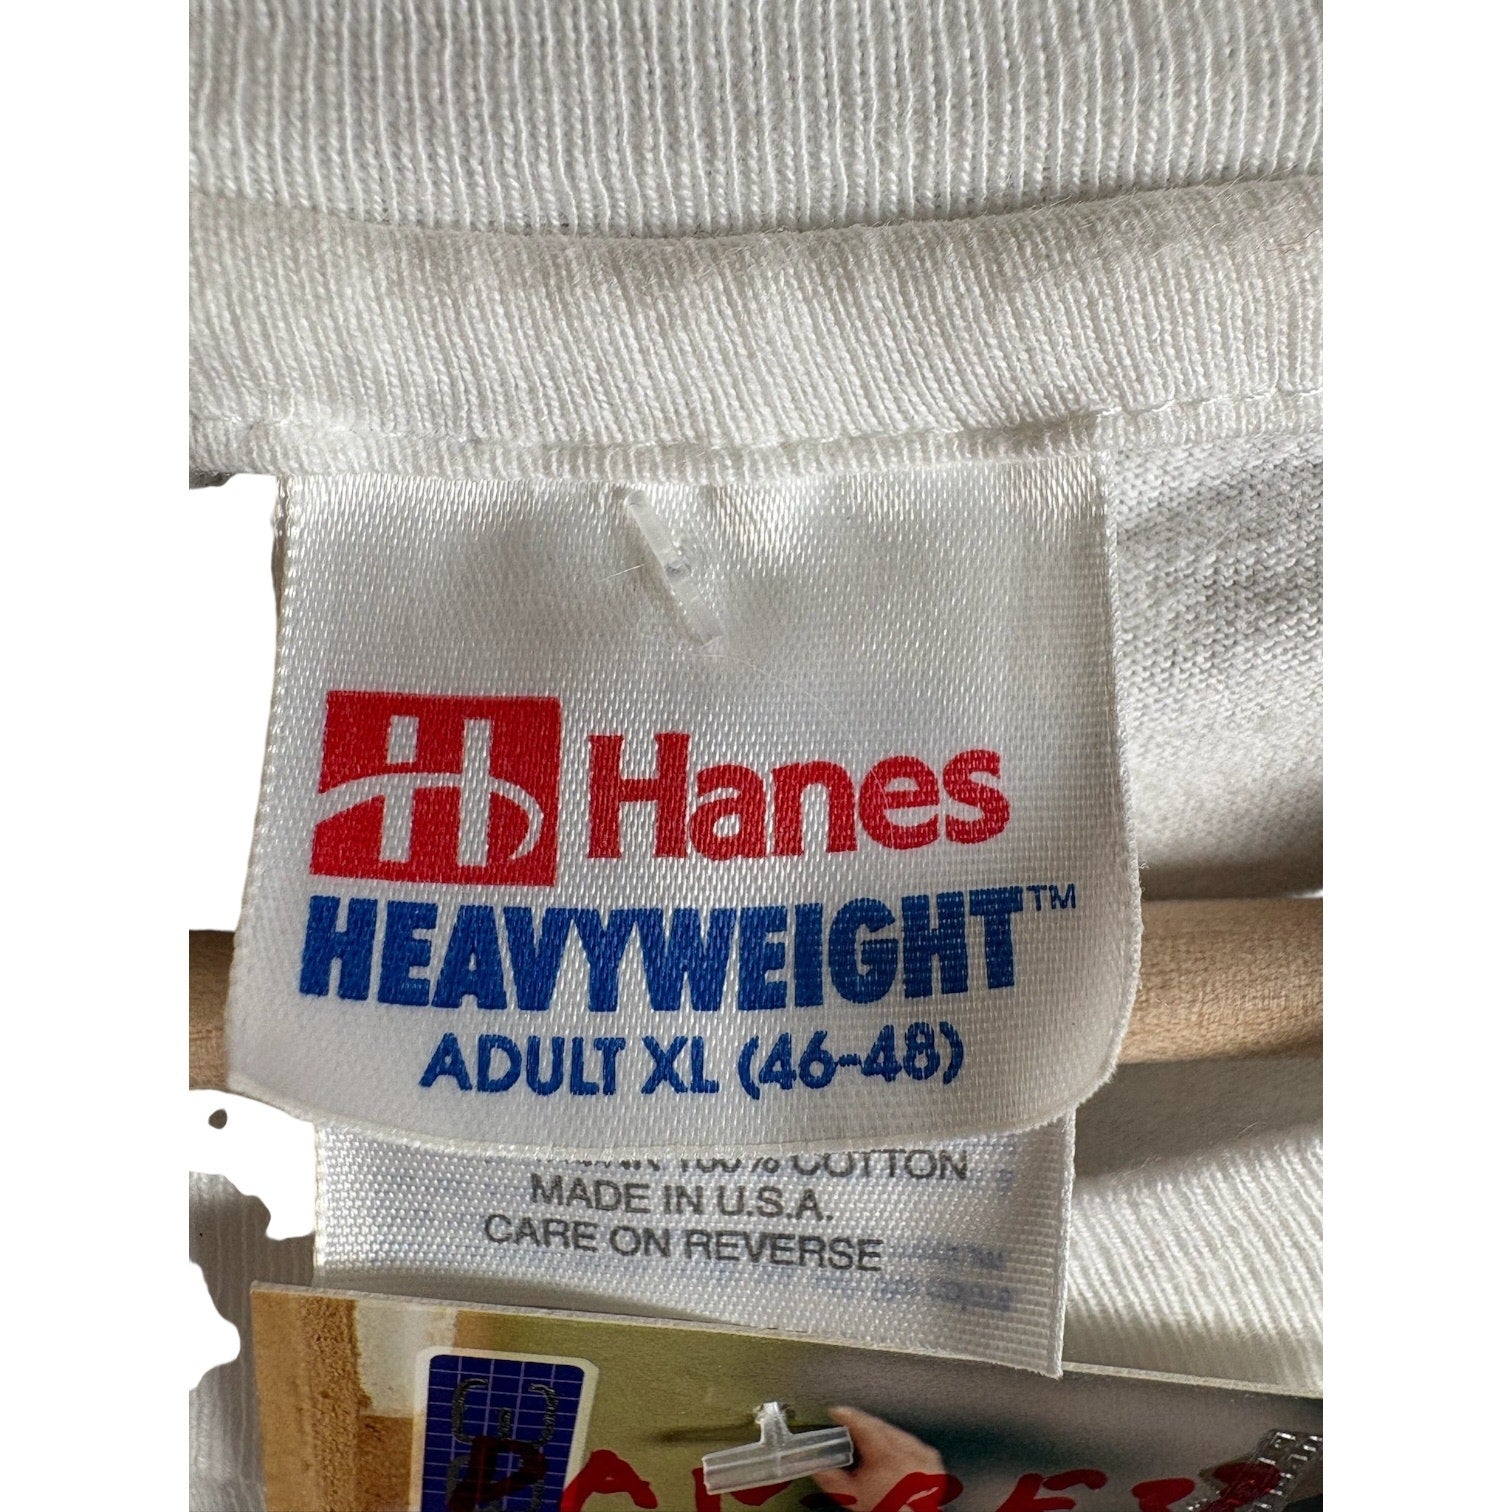 Hanes
HEAVYWEIGHT™
ADULT XL (46-48)
100% COTTON
MADE IN U.S.A.
CARE ON REVERSE